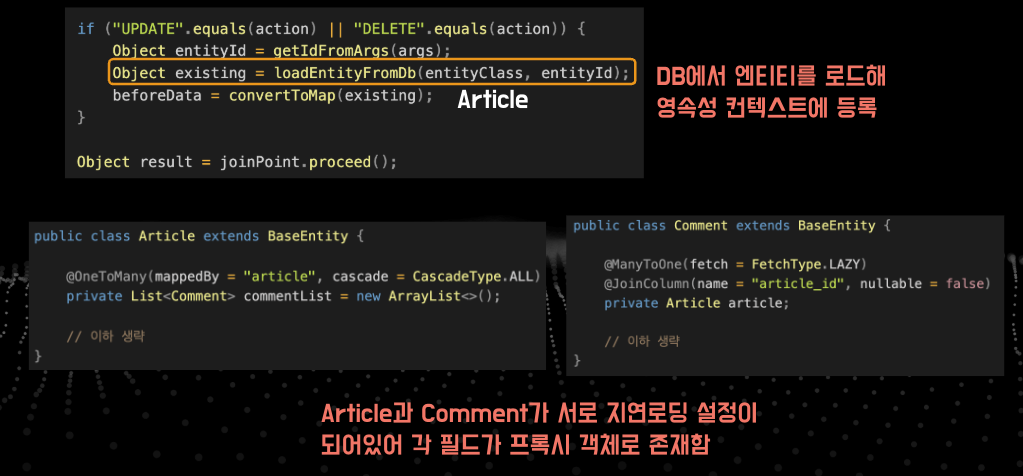 if ("UPDATE".equals(action) || "DELETE".equals(action)) {
Object entityId = getIdFromArgs(args);
Object existing = loadEntityFromDb(entityClass, entityId);
beforeData = convertToMap(existing);
Article
}
Object result = joinPoint.proceed();
DB에서 엔티티를 로드해
영속성 컨텍스트에 등록
public class Article extends BaseEntity {
@OneToMany(mappedBy = "article", cascade = CascadeType.ALL)
private List<Comment> commentList = new ArrayList<>();
// 이하 생략
}
public class Comment extends BaseEntity {
@ManyToOne(fetch = FetchType.LAZY)
@JoinColumn(name = "article_id", nullable = false)
private Article article;
// 이하 생략
}
Article과 Comment가 서로 지연로딩 설정이
되어있어 각 필드가 프록시 객체로 존재함